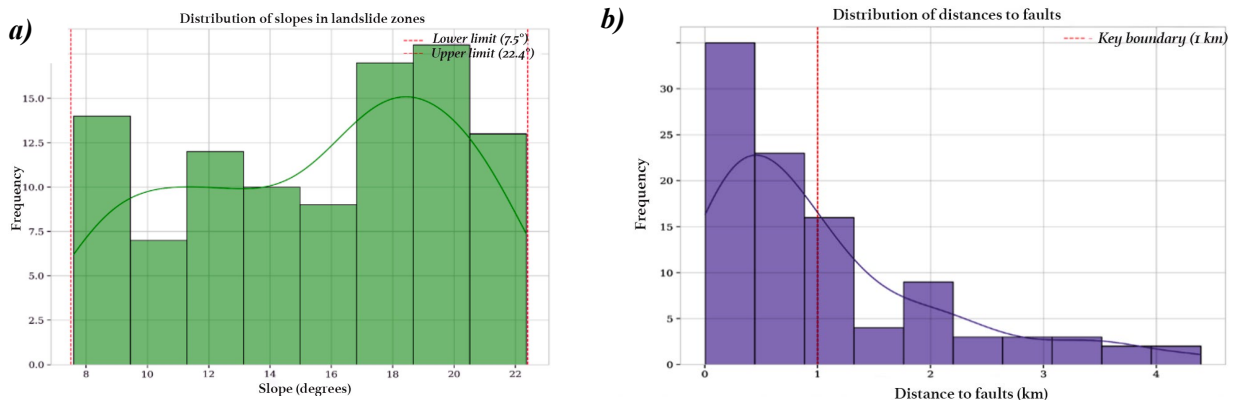 a)
Distribution of slopes in landslide zones
Lower limit (7.5°)
Upper limit (22.4°)
Frequency
15.0
12.5
10.0
7.5
5.0
2.5
0.0
8 10 12 14 16 18 20 22
Slope (degrees)
b)
Distribution of distances to faults
Key boundary (1 km)
Frequency
30
25
20
15
10
5
0
0 1 2 3 4
Distance to faults (km)